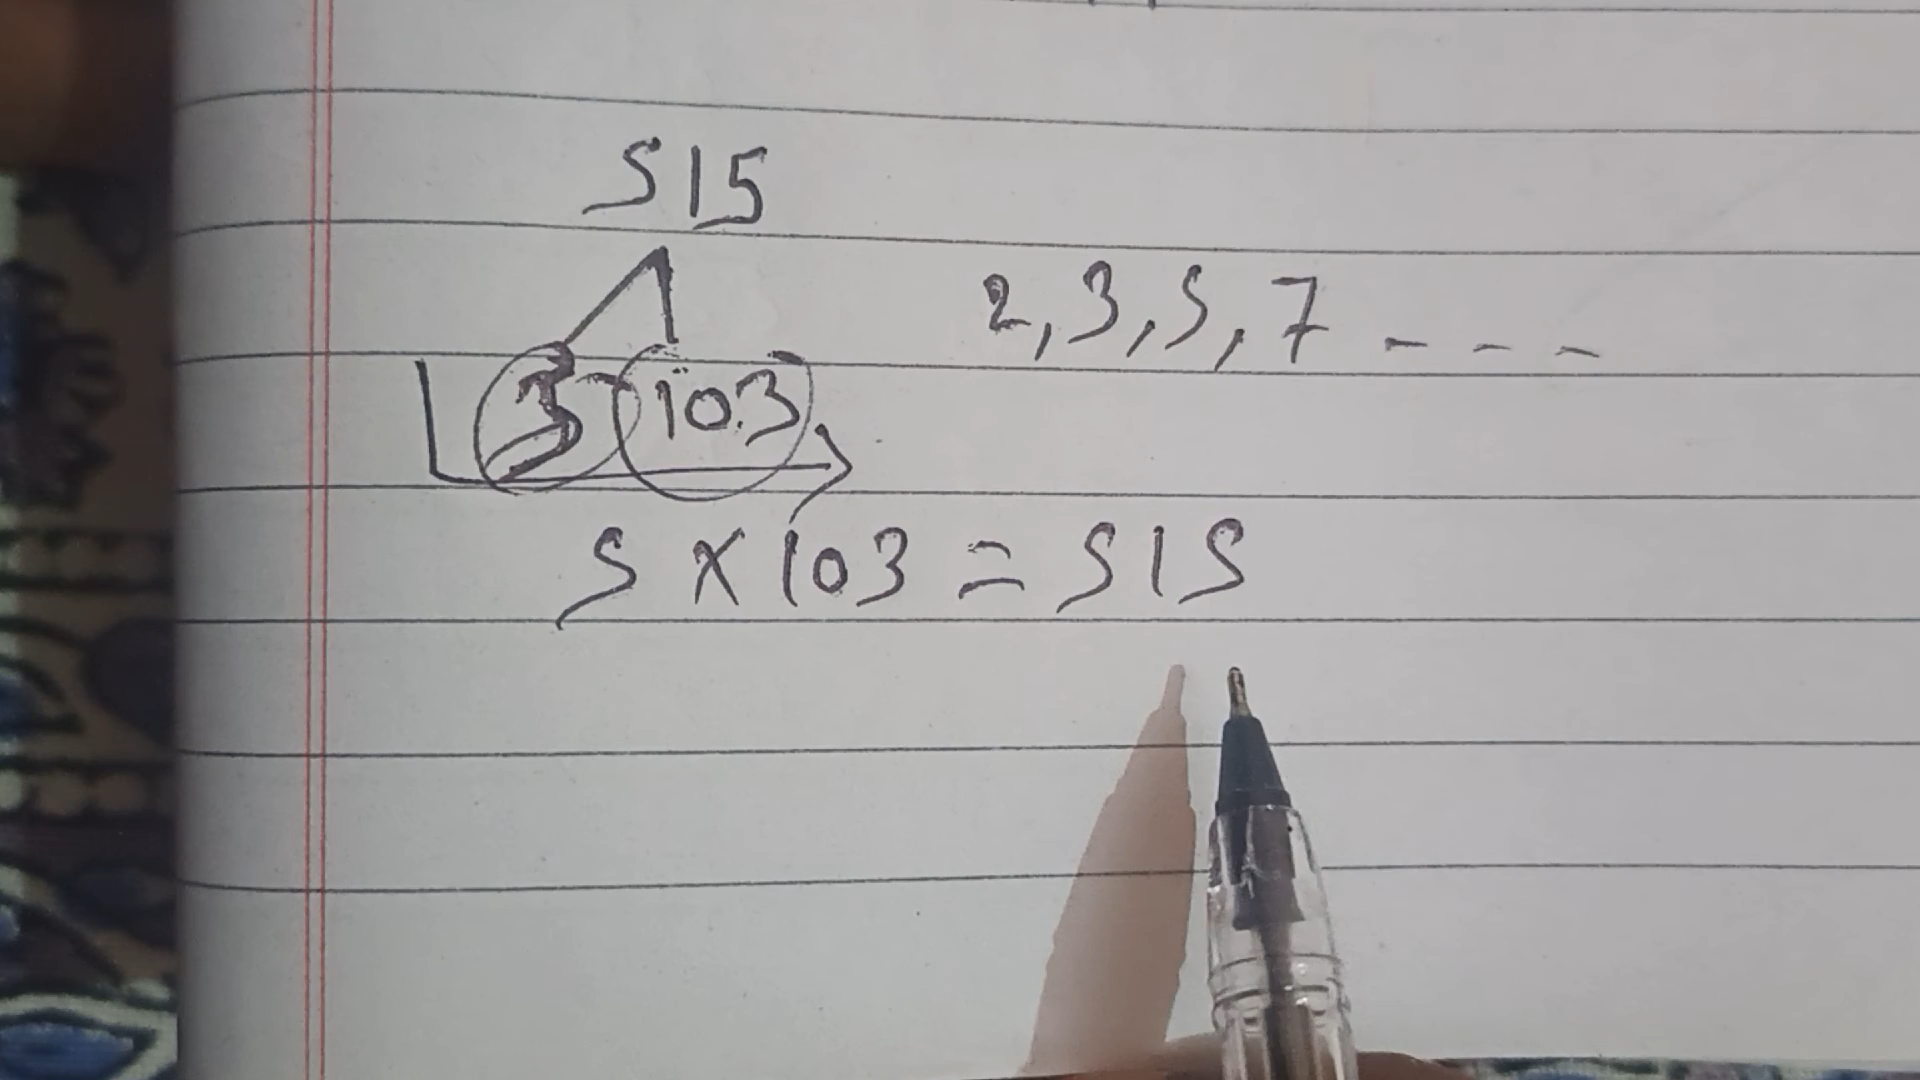 515
2, 3, 5, 7 - - -
5 103
5 × 103 = 515